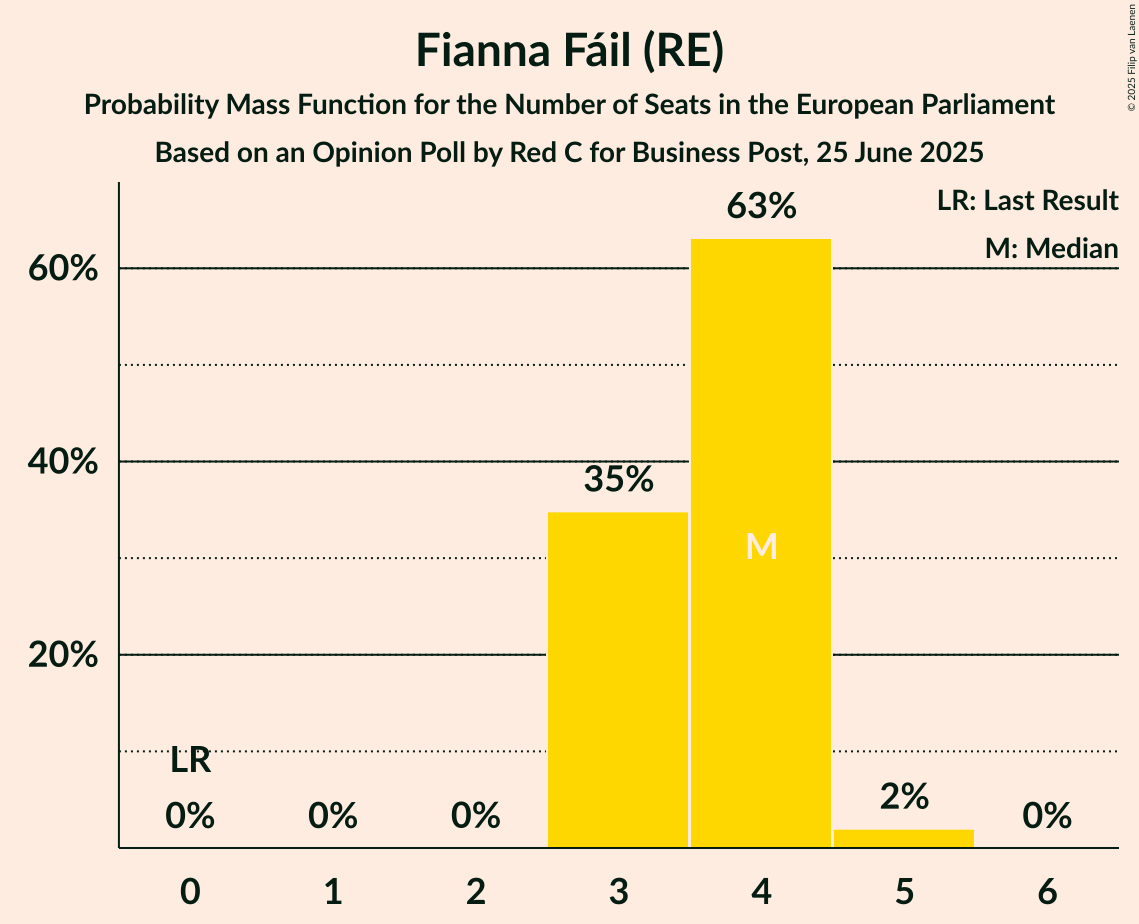 Fianna Fáil (RE)
Probability Mass Function for the Number of Seats in the European Parliament
Based on an Opinion Poll by Red C for Business Post, 25 June 2025
© 2025 Filip van Laenen
LR: Last Result
M: Median
63%
60%
40%
35%
M
20%
LR
0%
0%
0%
2%
0%
0
1
2
3
4
5
6